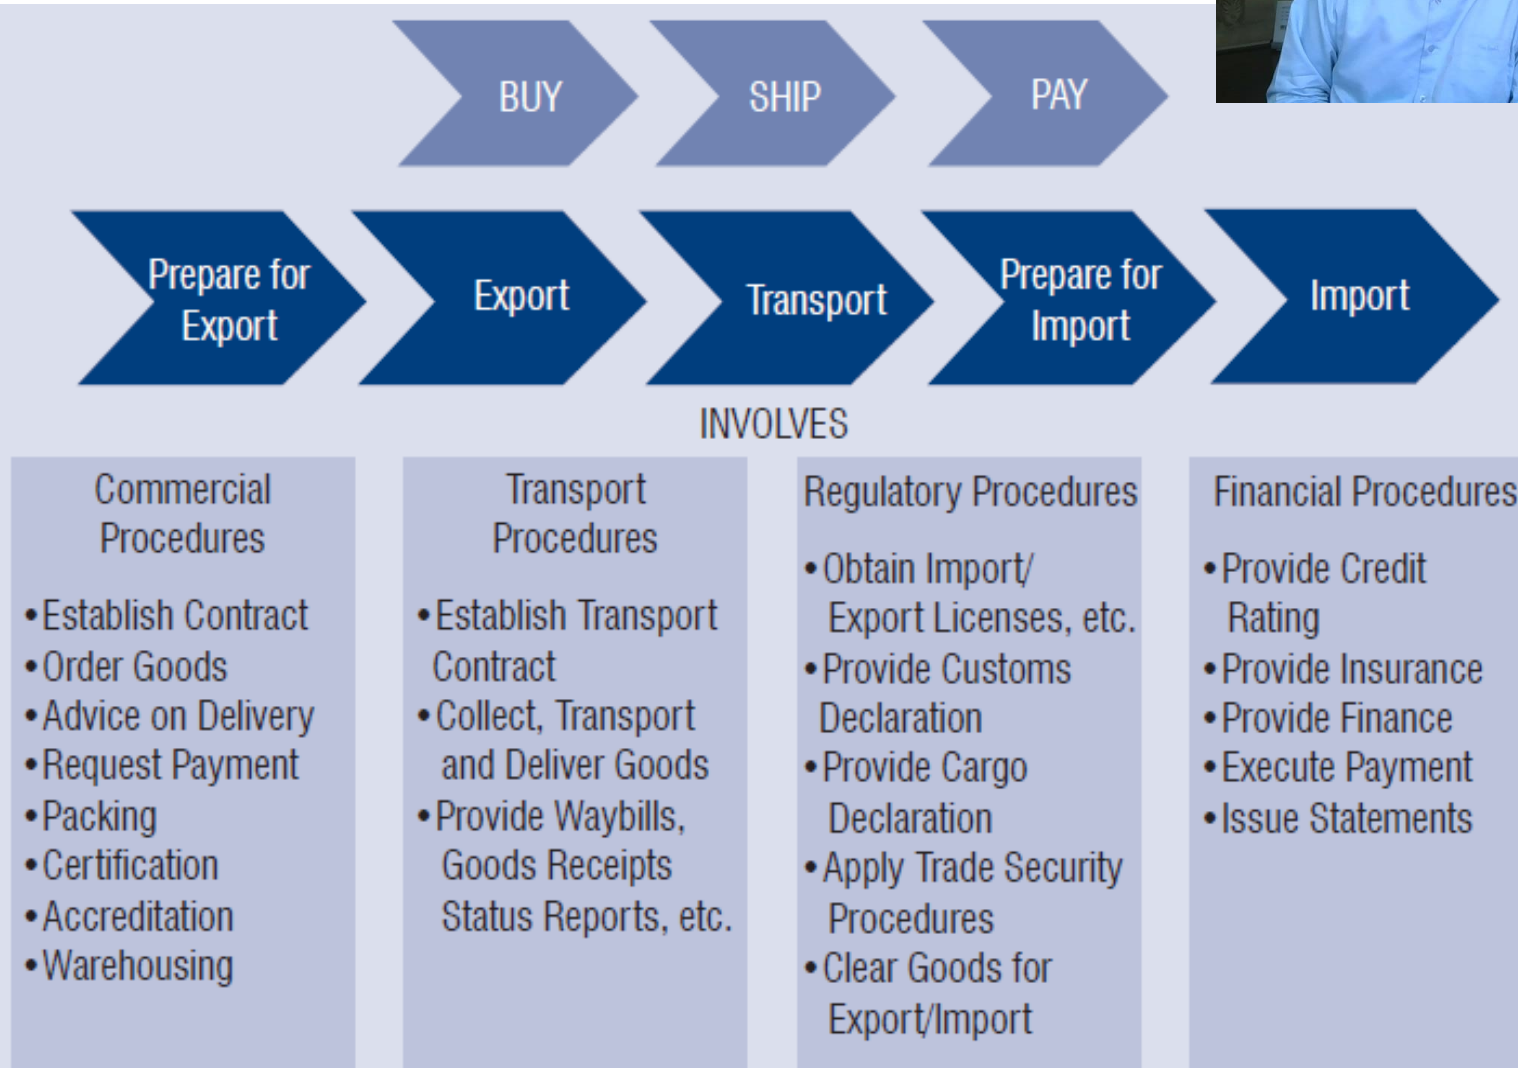 BUY
SHIP
PAY
Prepare for
Export
Export
Transport
Prepare for
Import
Import
INVOLVES
Commercial
Procedures
•Establish Contract
•Order Goods
•Advice on Delivery
•Request Payment
•Packing
•Certification
•Accreditation
•Warehousing
Transport
Procedures
•Establish Transport
Contract
•Collect, Transport
and Deliver Goods
•Provide Waybills,
Goods Receipts
Status Reports, etc.
Regulatory Procedures
•Obtain Import/
Export Licenses, etc.
•Provide Customs
Declaration
•Provide Cargo
Declaration
•Apply Trade Security
Procedures
•Clear Goods for
Export/Import
Financial Procedures
•Provide Credit
Rating
•Provide Insurance
•Provide Finance
•Execute Payment
•Issue Statements